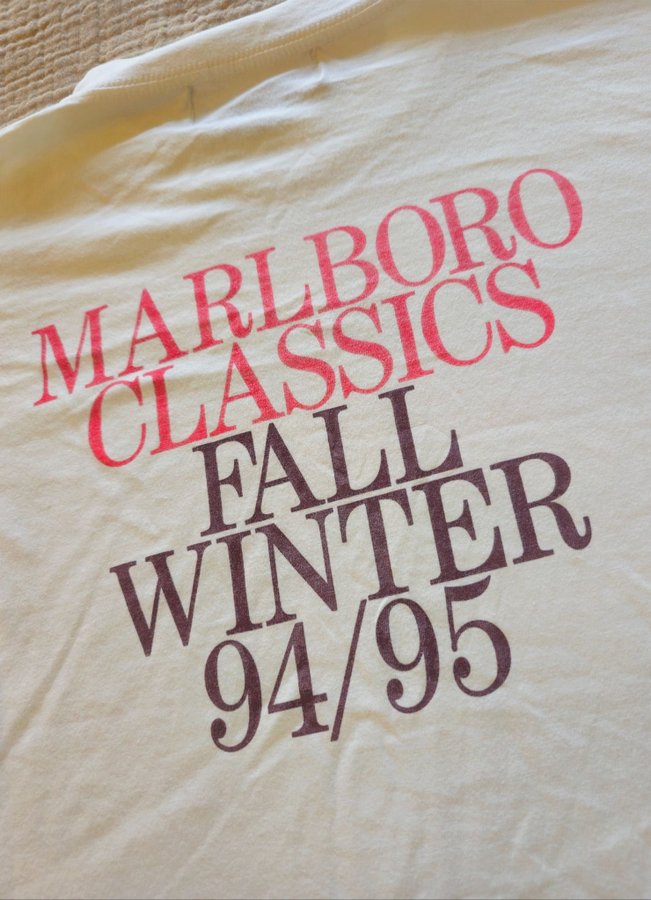 MARLBORO
CLASSICS
FALL
WINTER
94/95